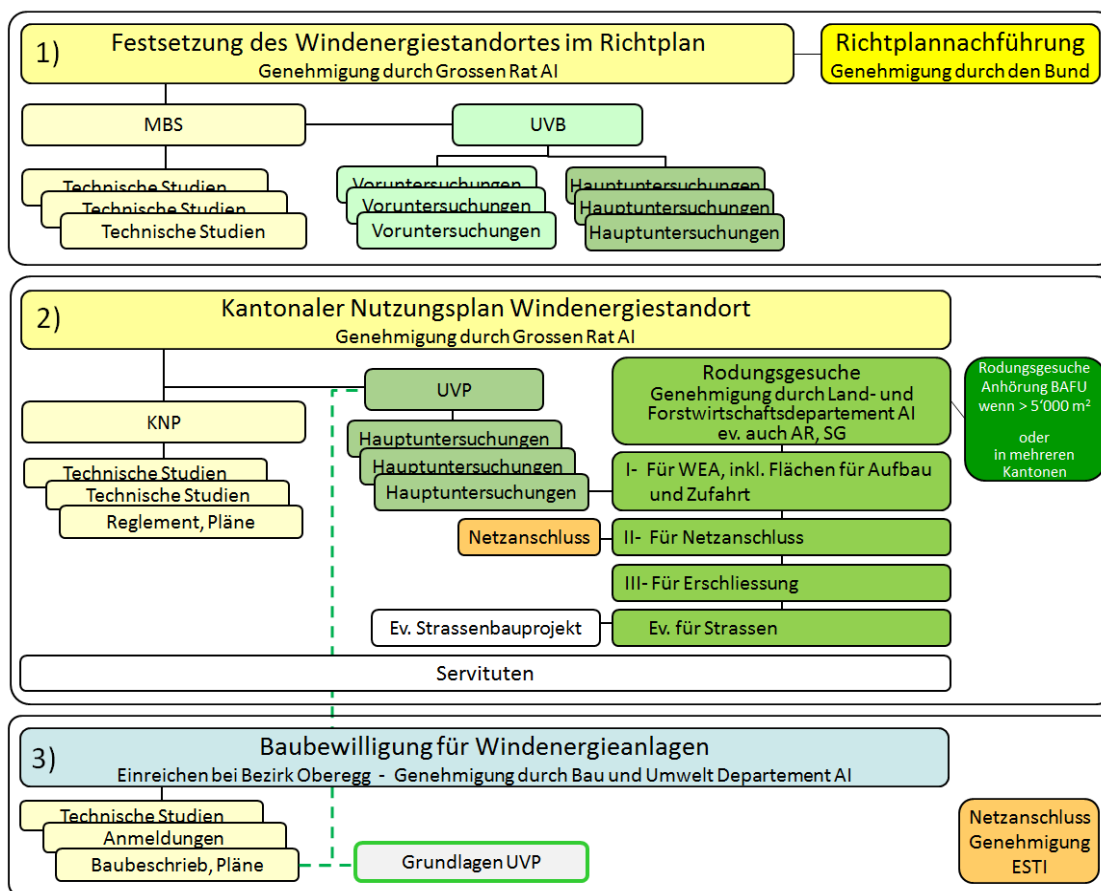 1)
Festsetzung des Windenergiestandortes im Richtplan
Genehmigung durch Grossen Rat AI
Richtplannachführung
Genehmigung durch den Bund
MBS
UVB
Technische Studien
Technische Studien
Technische Studien
Voruntersuchungen
Voruntersuchungen
Voruntersuchungen
Hauptuntersuchungen
Hauptuntersuchungen
Hauptuntersuchungen
2)
Kantonaler Nutzungsplan Windenergiestandort
Genehmigung durch Grossen Rat AI
UVP
KNP
Hauptuntersuchungen
Hauptuntersuchungen
Hauptuntersuchungen
Technische Studien
Technische Studien
Reglement, Pläne
Rodungsgesuche
Genehmigung durch Land- und
Forstwirtschaftsdepartement AI
ev. auch AR, SG
Rodungsgesuche
Anhörung BAFU
wenn > 5‘000 m²
oder
in mehreren
Kantonen
I- Für WEA, inkl. Flächen für Aufbau
und Zufahrt
Netzanschluss
II- Für Netzanschluss
III- Für Erschliessung
Ev. Strassenbauprojekt
Ev. für Strassen
Servituten
3)
Baubewilligung für Windenergieanlagen
Einreichen bei Bezirk Oberegg - Genehmigung durch Bau und Umwelt Departement AI
Technische Studien
Anmeldungen
Baubeschrieb, Pläne
Grundlagen UVP
Netzanschluss
Genehmigung
ESTI